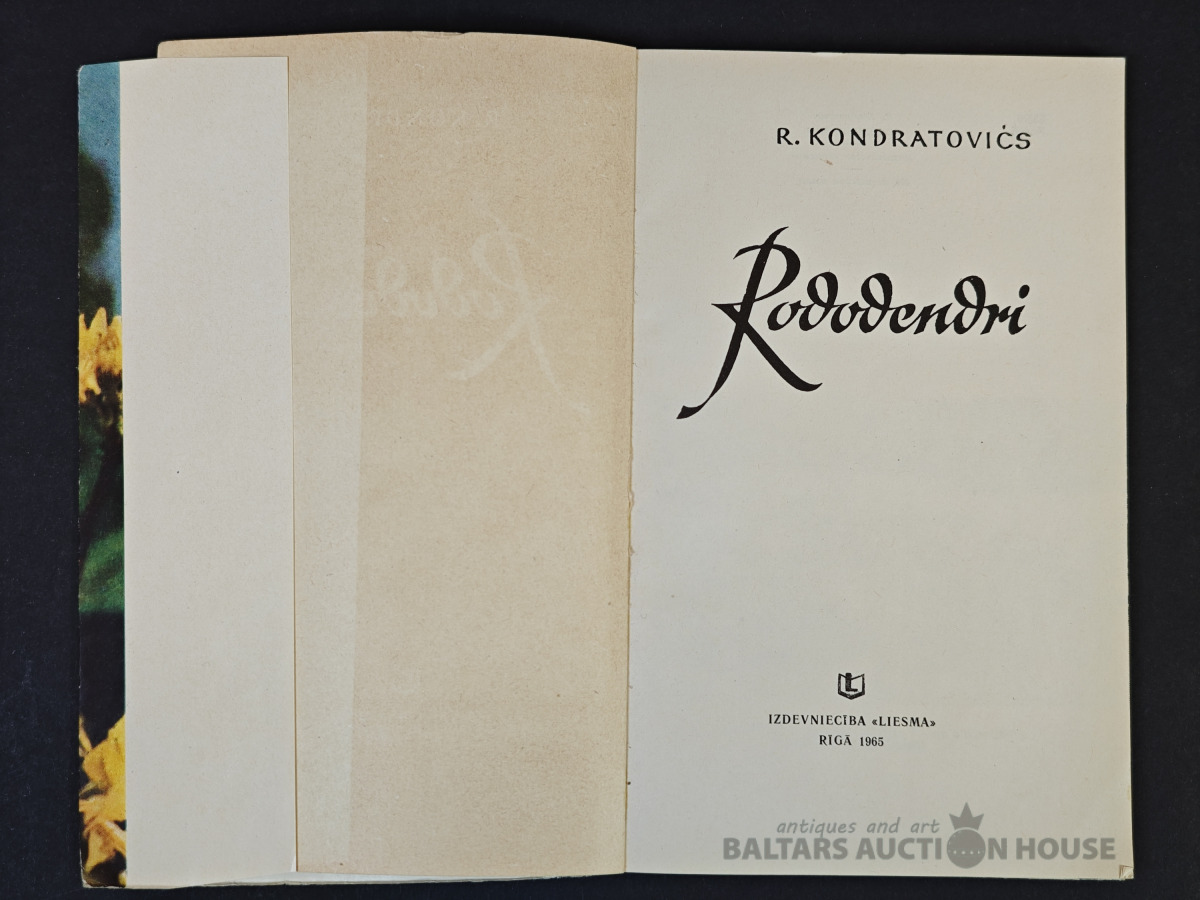 R. KONDRATOVIČS
Rododendri
L
IZDEVNIECĪBA «LIESMA»
RĪGĀ 1965
antiques and art
BALTARS AUCTION HOUSE